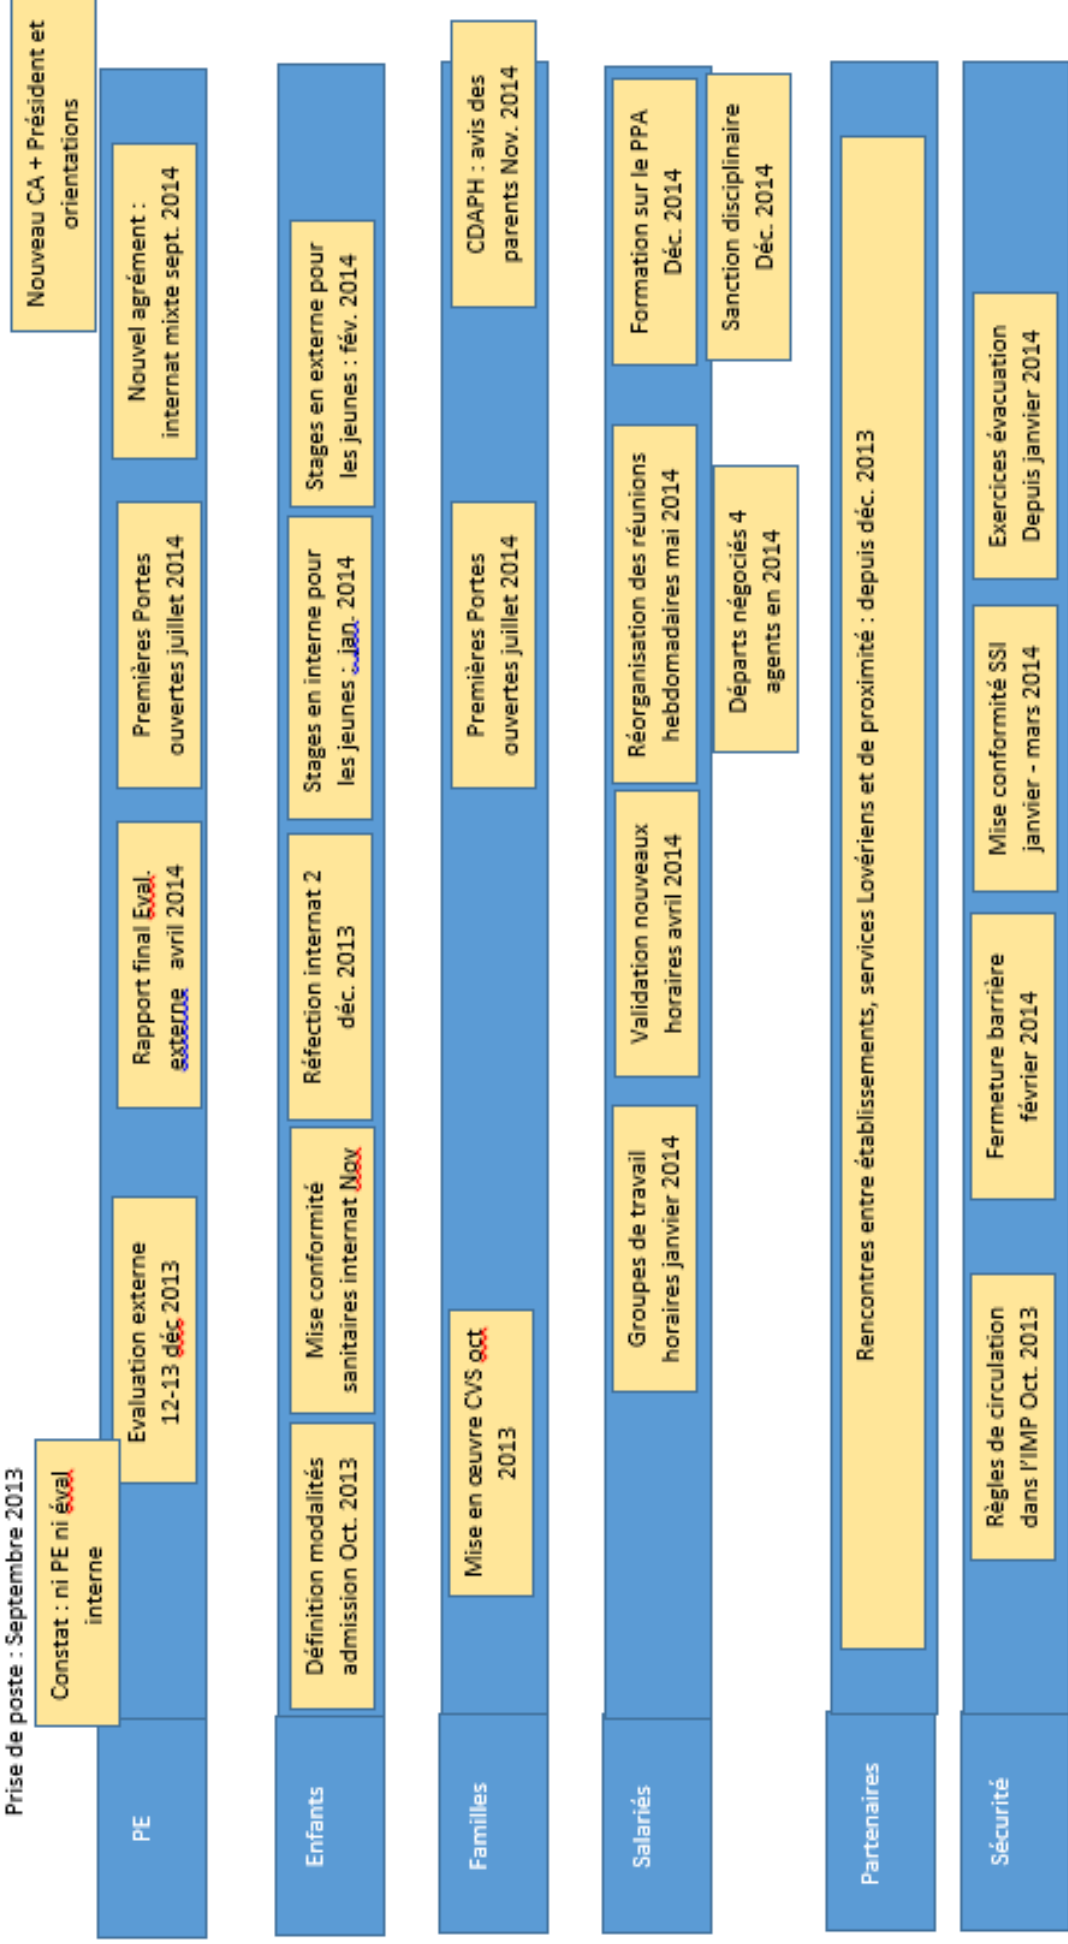 Prise de poste : Septembre 2013
Constat : ni PE ni éval
interne
Nouveau CA + Président et
orientations
PE
Evaluation externe
12-13 déc 2013
Rapport final Eval.
externe avril 2014
Premières Portes
ouvertes juillet 2014
Nouvel agrément :
internat mixte sept. 2014
Enfants
Définition modalités
admission Oct. 2013
Mise conformité
sanitaires internat Nov
Réfection internat 2
déc. 2013
Stages en interne pour
les jeunes : jan. 2014
Stages en externe pour
les jeunes : fév. 2014
Familles
Mise en œuvre CVS oct
2013
Premières Portes
ouvertes juillet 2014
CDAPH : avis des
parents Nov. 2014
Salariés
Groupes de travail
horaires janvier 2014
Validation nouveaux
horaires avril 2014
Réorganisation des réunions
hebdomadaires mai 2014
Formation sur le PPA
Déc. 2014
Départs négociés 4
agents en 2014
Sanction disciplinaire
Déc. 2014
Partenaires
Rencontres entre établissements, services Lovériens et de proximité : depuis déc. 2013
Sécurité
Règles de circulation
dans l'IMP Oct. 2013
Fermeture barrière
février 2014
Mise conformité SSI
janvier - mars 2014
Exercices évacuation
Depuis janvier 2014